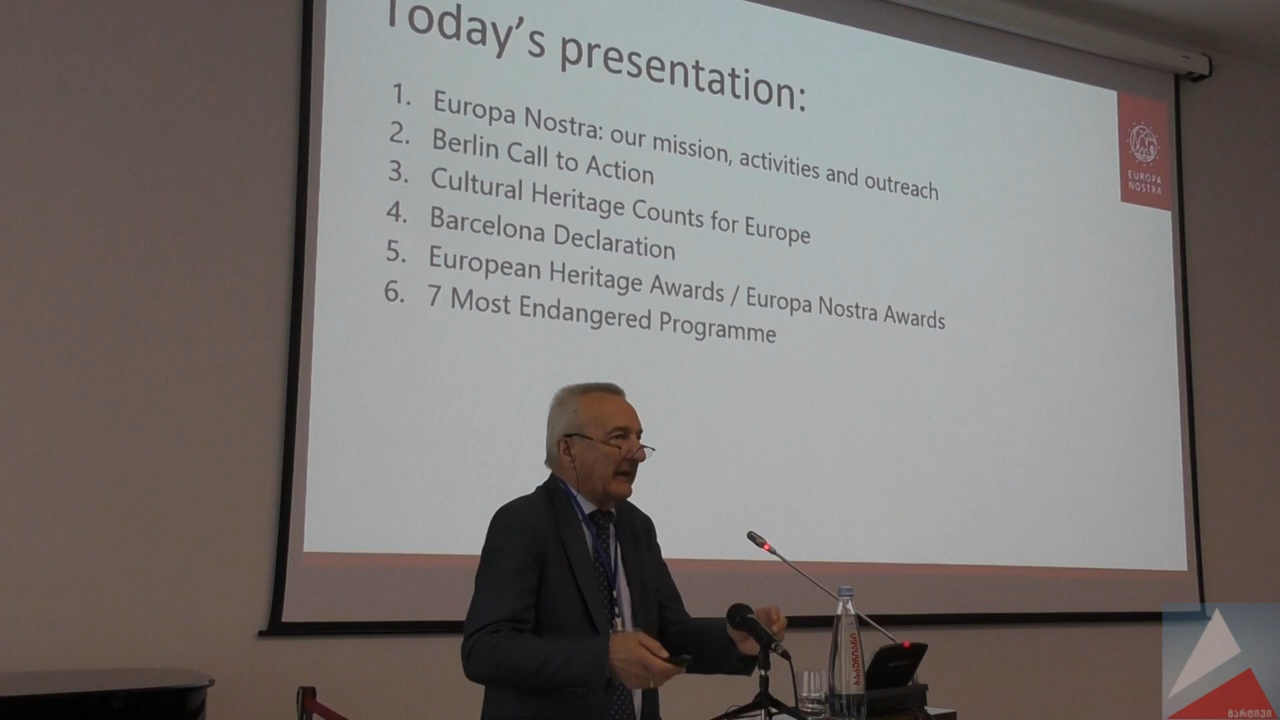 Today's presentation:
1. Europa Nostra: our mission, activities and outreach
2. Berlin Call to Action
3. Cultural Heritage Counts for Europe
4. Barcelona Declaration
5. European Heritage Awards / Europa Nostra Awards
6. 7 Most Endangered Programme
EUROPA
NOSTRA